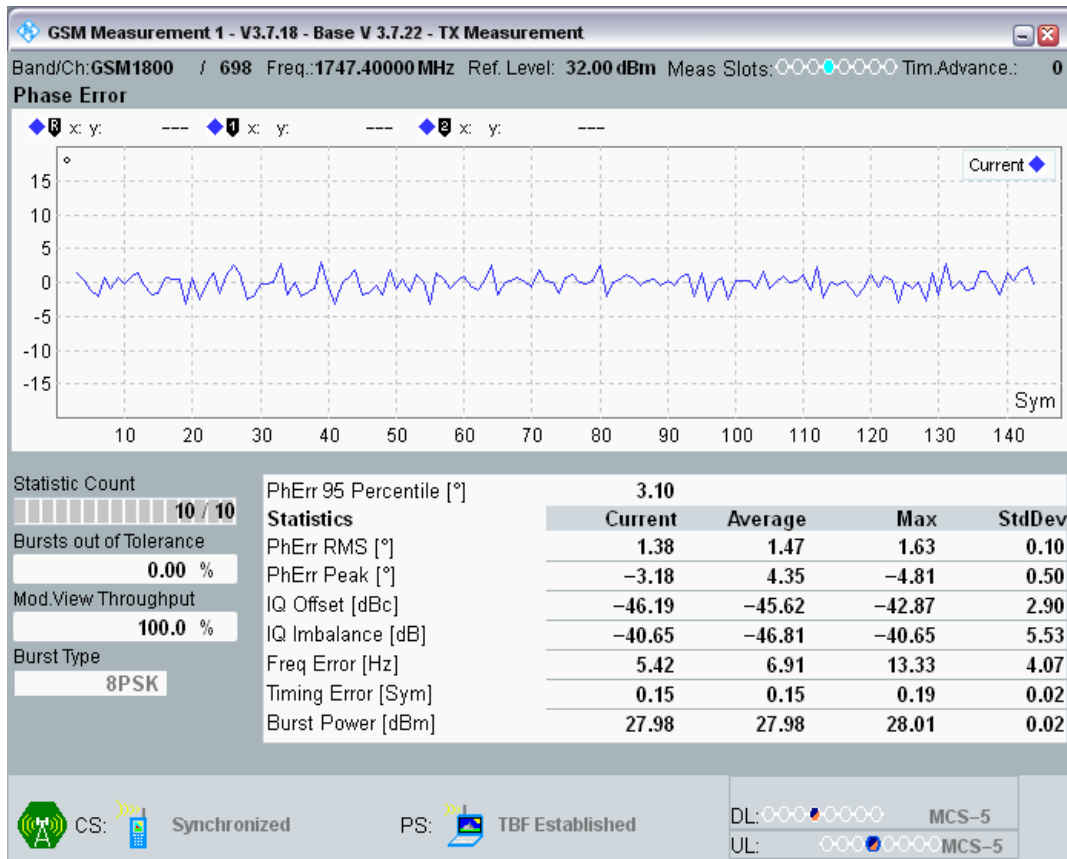 GSM Measurement 1 - V3.7.18 - Base V 3.7.22 - TX Measurement
Band/Ch:GSM1800 / 698 Freq.:1747.40000 MHz Ref. Level: 32.00 dBm Meas Slots: Tim.Advance.: 0
Phase Error
R x: y: --- 1 x: y: --- 2 x: y: ---
° Current
15
10
5
0
-5
-10
-15
Sym
10 20 30 40 50 60 70 80 90 100 110 120 130 140
Statistic Count
10 / 10
Bursts out of Tolerance
0.00 %
Mod.View Throughput
100.0 %
Burst Type
8PSK
PhErr 95 Percentile [°] 3.10
Statistics Current Average Max StdDev
PhErr RMS [°] 1.38 1.47 1.63 0.10
PhErr Peak [°] −3.18 4.35 −4.81 0.50
IQ Offset [dBc] −46.19 −45.62 −42.87 2.90
IQ Imbalance [dB] −40.65 −46.81 −40.65 5.53
Freq Error [Hz] 5.42 6.91 13.33 4.07
Timing Error [Sym] 0.15 0.15 0.19 0.02
Burst Power [dBm] 27.98 27.98 28.01 0.02
CS: Synchronized PS: TBF Established
DL: MCS−5
UL: MCS−5